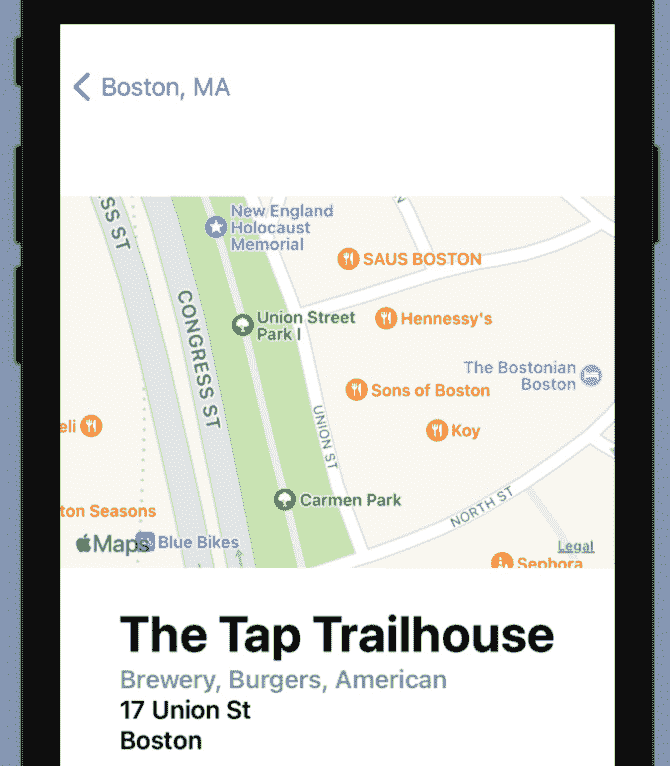 Boston, MA
SS ST
New England
Holocaust
Memorial
N
SAUS BOSTON
CONGRESS ST
Union Street
Park I
Hennessy's
The Bostonian
Boston
Sons of Boston
UNION ST
eli
Koy
Carmen Park
NORTH ST
ton Seasons
Maps
Blue Bikes
Legal
Sephora
The Tap Trailhouse
Brewery, Burgers, American
17 Union St
Boston